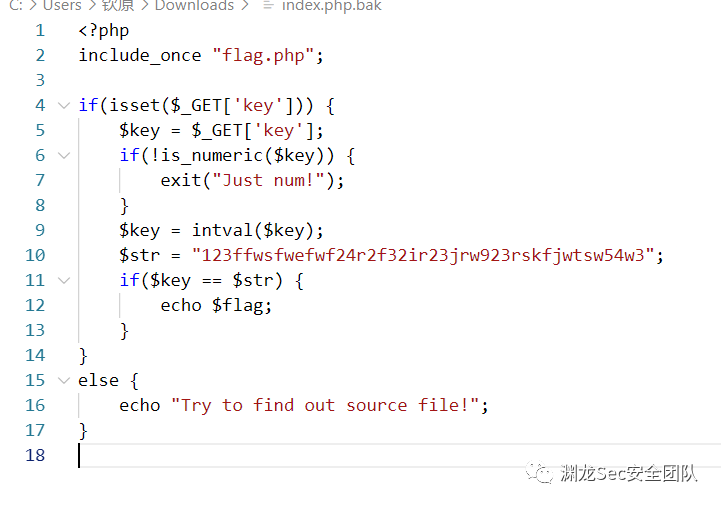 C: > Users > 钦原 > Downloads > index.php.bak
1 <?php
2 include_once "flag.php";
3
4 if(isset($_GET['key'])) {
5 $key = $_GET['key'];
6 if(!is_numeric($key)) {
7 exit("Just num!");
8 }
9 $key = intval($key);
10 $str = "123ffwsfwefwf24r2f32ir23jrw923rskfjwtsw54w3";
11 if($key == $str) {
12 echo $flag;
13 }
14 }
15 else {
16 echo "Try to find out source file!";
17 }
18
渊龙Sec安全团队